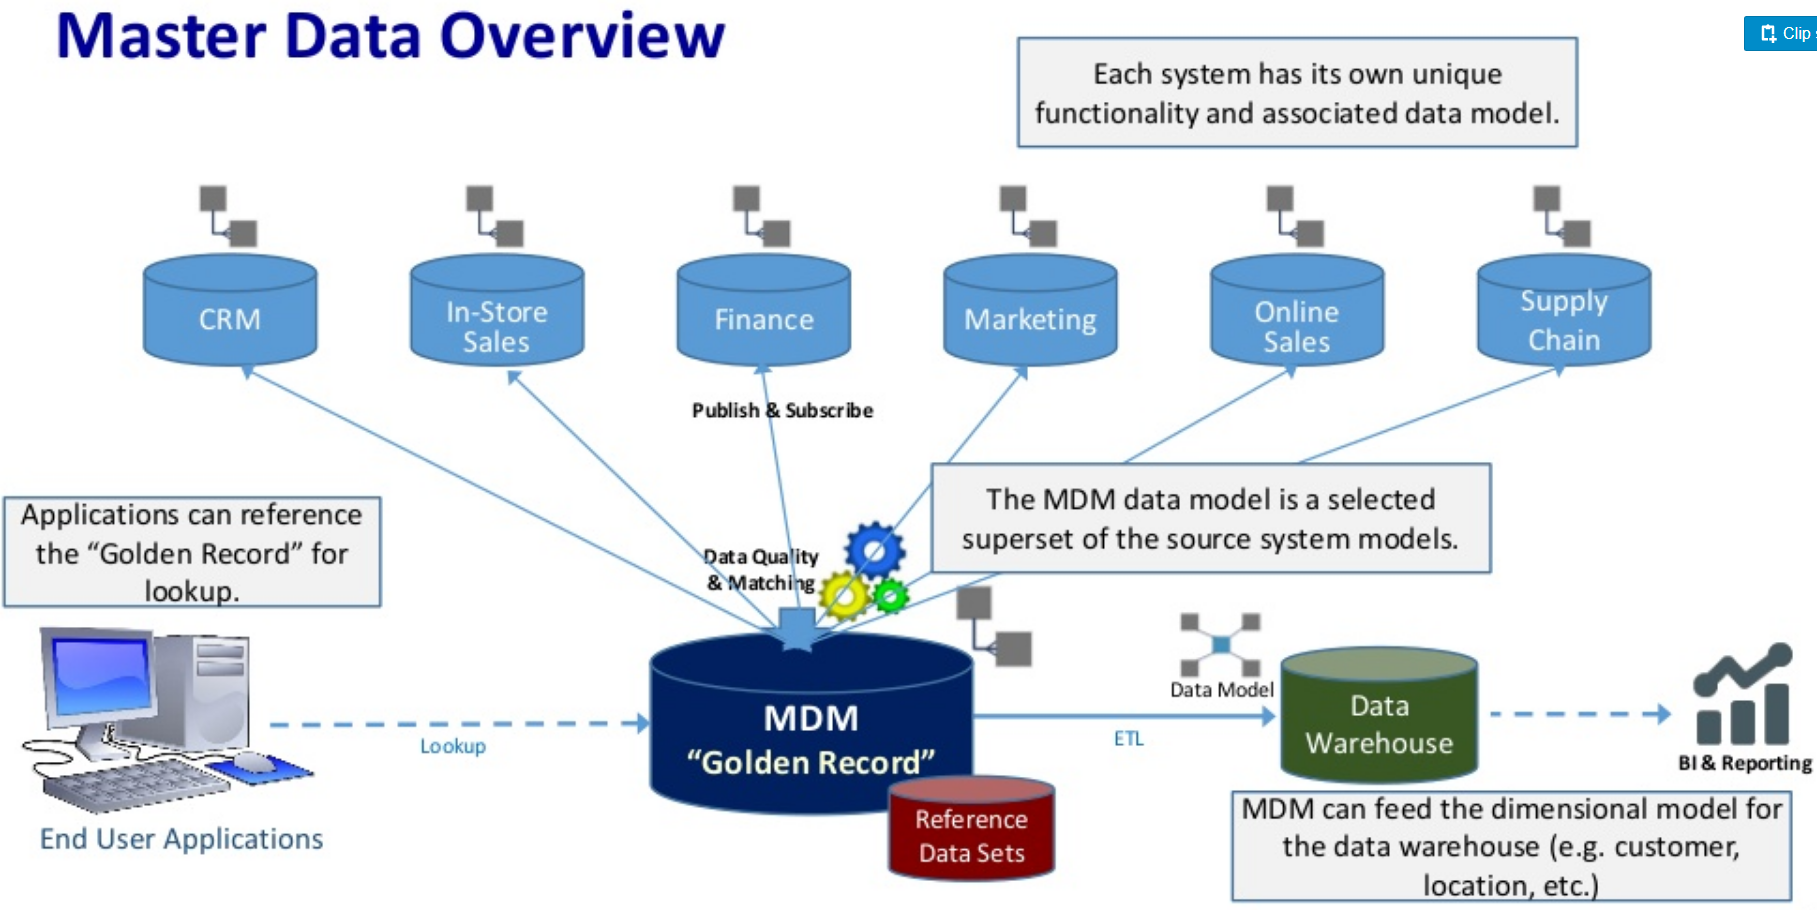 Master Data Overview
Clip
Each system has its own unique
functionality and associated data model.
CRM
In-Store
Sales
Finance
Marketing
Online
Sales
Supply
Chain
Publish & Subscribe
Applications can reference
the “Golden Record” for
lookup.
The MDM data model is a selected
superset of the source system models.
Data Quality
& Matching
Lookup
MDM
“Golden Record”
ETL
Data Model
Data
Warehouse
BI & Reporting
End User Applications
Reference
Data Sets
MDM can feed the dimensional model for
the data warehouse (e.g. customer,
location, etc.)